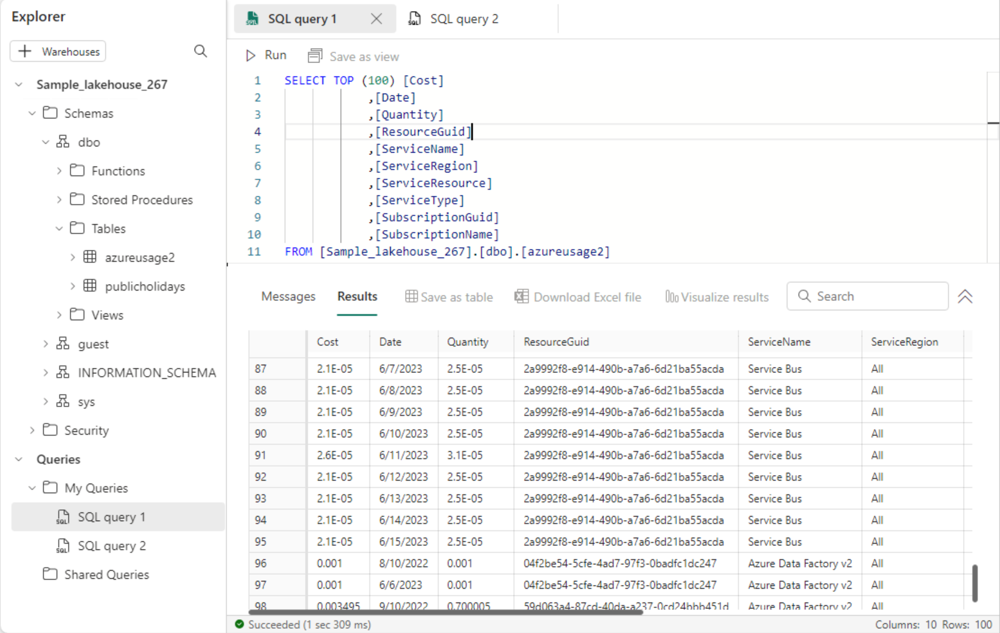 Explorer
Warehouses
Sample_lakehouse_267
Schemas
dbo
Functions
Stored Procedures
Tables
azureusage2
publicholidays
Views
guest
INFORMATION_SCHEMA
sys
Security
Queries
My Queries
SQL query 1
SQL query 2
Shared Queries
SQL query 1
SQL query 2
Run Save as view
1 SELECT TOP (100) [Cost]
2 ,[Date]
3 ,[Quantity]
4 ,[ResourceGuid]
5 ,[ServiceName]
6 ,[ServiceRegion]
7 ,[ServiceResource]
8 ,[ServiceType]
9 ,[SubscriptionGuid]
10 ,[SubscriptionName]
11 FROM [Sample_lakehouse_267].[dbo].[azureusage2]
Messages Results Save as table Download Excel file Visualize results Search
Cost Date Quantity ResourceGuid ServiceName ServiceRegion
87 2.1E-05 6/7/2023 2.5E-05 2a9992f8-e914-490b-a7a6-6d21ba55acda Service Bus All
88 2.1E-05 6/8/2023 2.5E-05 2a9992f8-e914-490b-a7a6-6d21ba55acda Service Bus All
89 2.1E-05 6/9/2023 2.5E-05 2a9992f8-e914-490b-a7a6-6d21ba55acda Service Bus All
90 2.1E-05 6/10/2023 2.5E-05 2a9992f8-e914-490b-a7a6-6d21ba55acda Service Bus All
91 2.6E-05 6/11/2023 3.1E-05 2a9992f8-e914-490b-a7a6-6d21ba55acda Service Bus All
92 2.1E-05 6/12/2023 2.5E-05 2a9992f8-e914-490b-a7a6-6d21ba55acda Service Bus All
93 2.1E-05 6/13/2023 2.5E-05 2a9992f8-e914-490b-a7a6-6d21ba55acda Service Bus All
94 2.1E-05 6/14/2023 2.5E-05 2a9992f8-e914-490b-a7a6-6d21ba55acda Service Bus All
95 2.1E-05 6/15/2023 2.5E-05 2a9992f8-e914-490b-a7a6-6d21ba55acda Service Bus All
96 0.001 8/10/2022 0.001 04f2be54-5cfe-4ad7-97f3-0badfc1dc247 Azure Data Factory v2 All
97 0.001 6/6/2023 0.001 04f2be54-5cfe-4ad7-97f3-0badfc1dc247 Azure Data Factory v2 All
98 0.003495 9/10/2022 0.700005 59d063a4-87cd-40da-a237-0cd24bbb451d Azure Data Factory v2 All
Succeeded (1 sec 309 ms) Columns: 10 Rows: 100